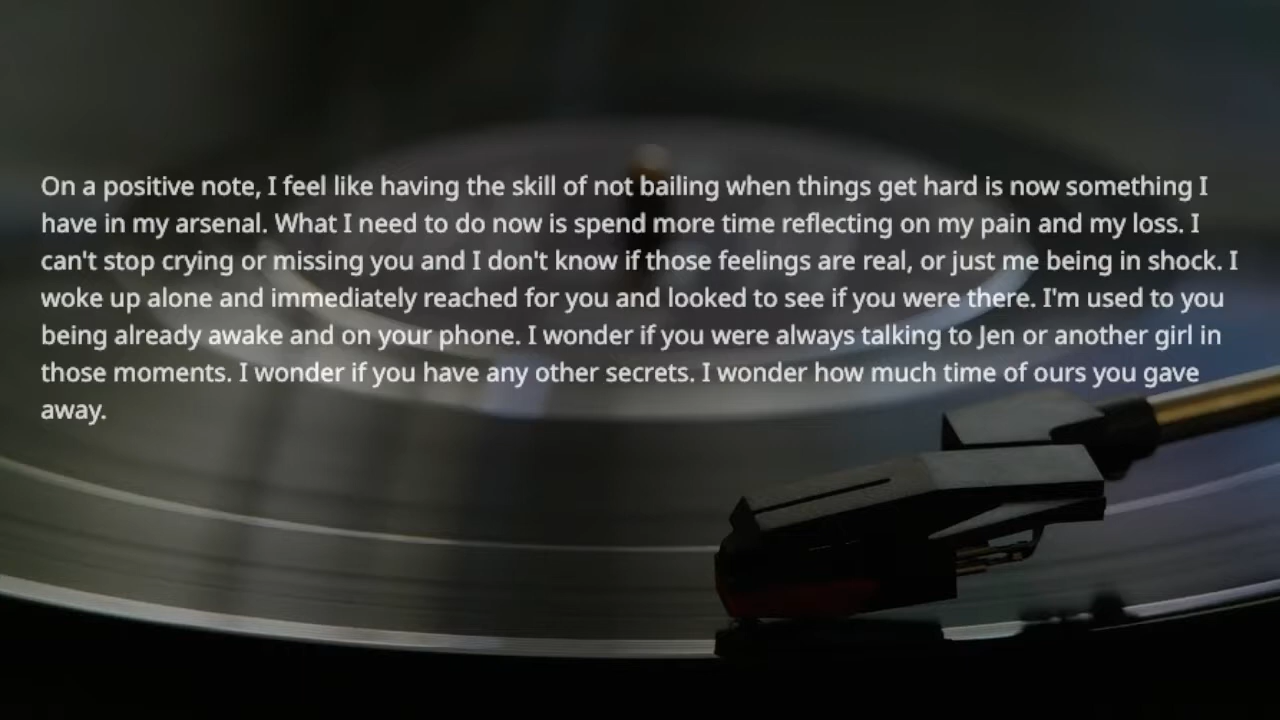 On a positive note, I feel like having the skill of not bailing when things get hard is now something I
have in my arsenal. What I need to do now is spend more time reflecting on my pain and my loss. I
can't stop crying or missing you and I don't know if those feelings are real, or just me being in shock. I
woke up alone and immediately reached for you and looked to see if you were there. I'm used to you
being already awake and on your phone. I wonder if you were always talking to Jen or another girl in
those moments. I wonder if you have any other secrets. I wonder how much time of ours you gave
away.